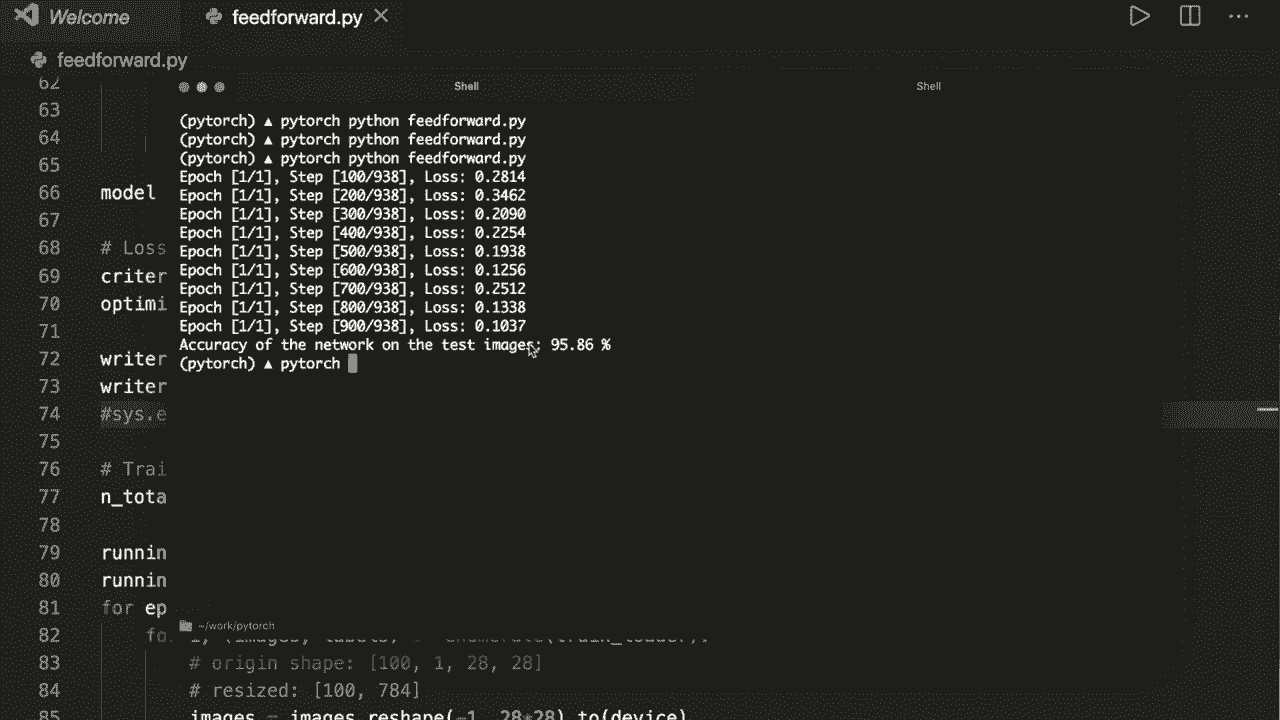 Welcome
feedforward.py
feedforward.py
Shell
Shell
62
63
64
65
66 model
67
68 # Loss
69 criter
70 optimi
71
72 writer
73 writer
74 #sys.e
75
76 # Trai
77 n_tota
78
79 runnin
80 runnin
81 for ep
82
83 # origin shape: [100, 1, 28, 28]
84 # resized: [100, 784]
85 images = images.reshape(-1, 28*28).to(device)
(pytorch) ▲ pytorch python feedforward.py
(pytorch) ▲ pytorch python feedforward.py
(pytorch) ▲ pytorch python feedforward.py
Epoch [1/1], Step [100/938], Loss: 0.2814
Epoch [1/1], Step [200/938], Loss: 0.3462
Epoch [1/1], Step [300/938], Loss: 0.2090
Epoch [1/1], Step [400/938], Loss: 0.2254
Epoch [1/1], Step [500/938], Loss: 0.1938
Epoch [1/1], Step [600/938], Loss: 0.1256
Epoch [1/1], Step [700/938], Loss: 0.2512
Epoch [1/1], Step [800/938], Loss: 0.1338
Epoch [1/1], Step [900/938], Loss: 0.1037
Accuracy of the network on the test images: 95.86 %
(pytorch) ▲ pytorch
~/work/pytorch